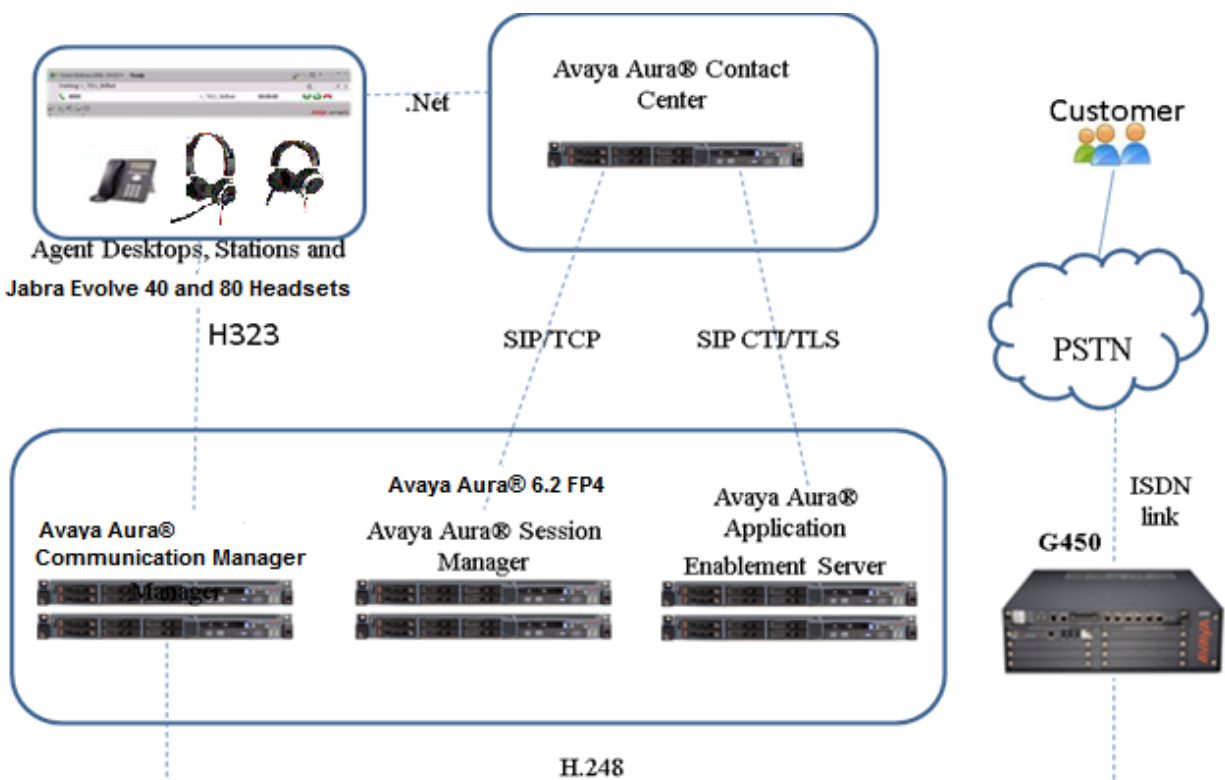 Avaya Aura® Contact
Center
.Net
Customer
Agent Desktops, Stations and
Jabra Evolve 40 and 80 Headsets
H323
SIP/TCP
SIP CTI/TLS
PSTN
Avaya Aura® 6.2 FP4
Avaya Aura®
Communication Manager
Manager
Avaya Aura® Session
Manager
Avaya Aura®
Application
Enablement Server
ISDN
link
G450
AVAYA
H.248